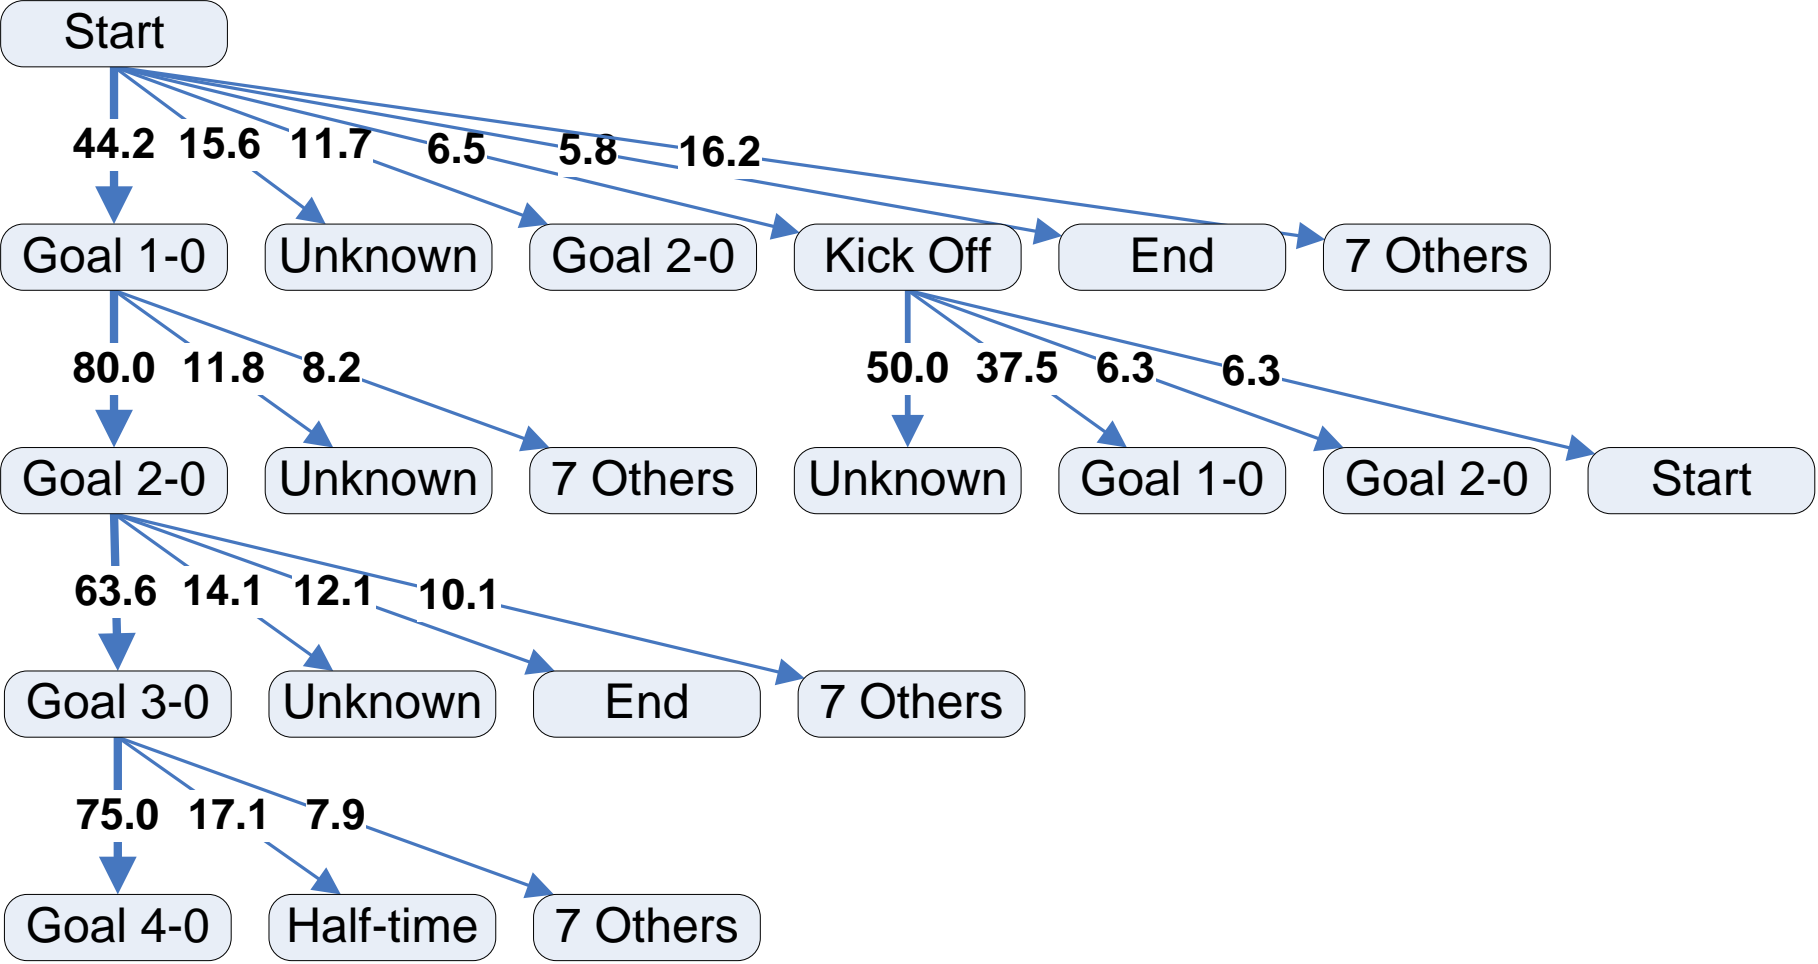 Start
44.2 15.6 11.7 6.5 5.8 16.2
Goal 1-0 Unknown Goal 2-0 Kick Off End 7 Others
80.0 11.8 8.2 50.0 37.5 6.3 6.3
Goal 2-0 Unknown 7 Others Unknown Goal 1-0 Goal 2-0 Start
63.6 14.1 12.1 10.1
Goal 3-0 Unknown End 7 Others
75.0 17.1 7.9
Goal 4-0 Half-time 7 Others